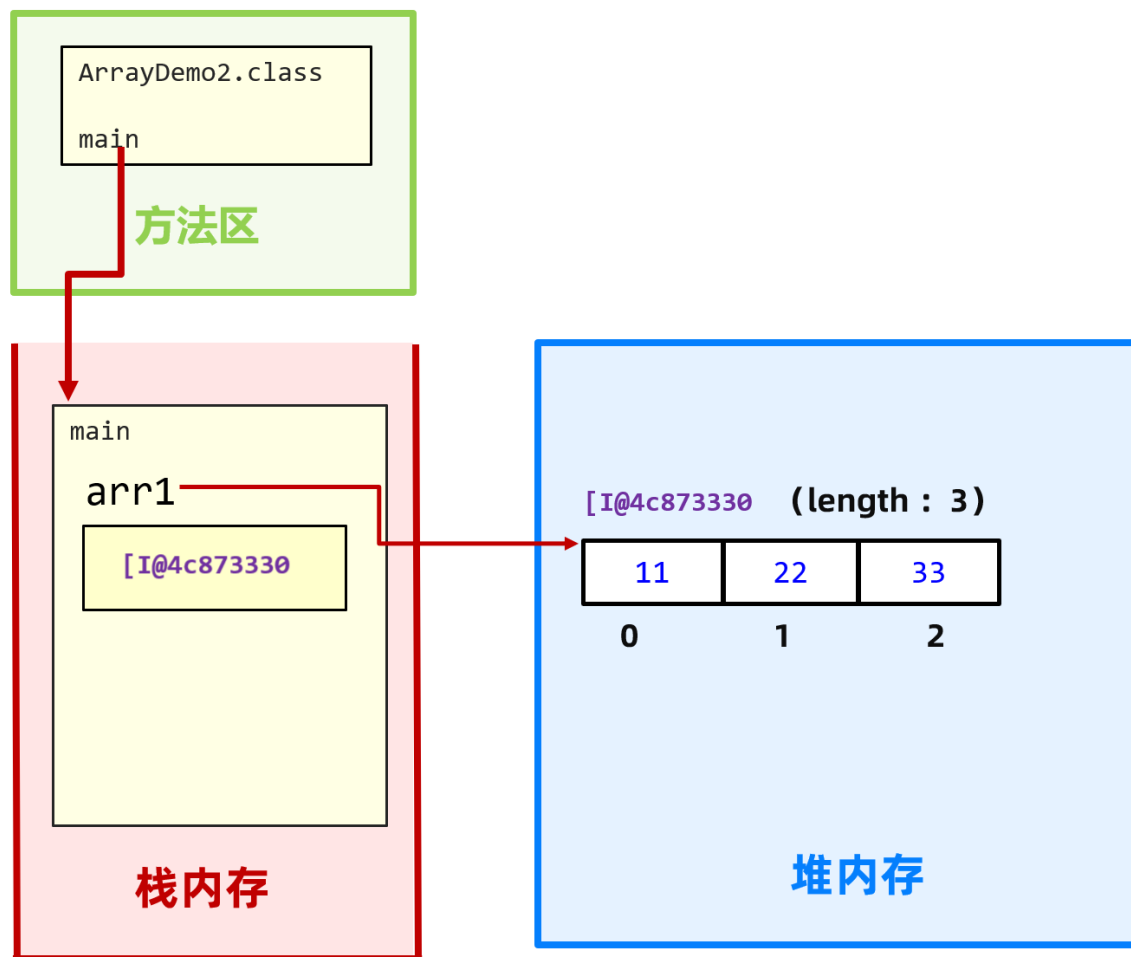 ArrayDemo2.class
main
方法区
main
arr1
[I@4c873330
栈内存
[I@4c873330 (length : 3)
11 22 33
0 1 2
堆内存